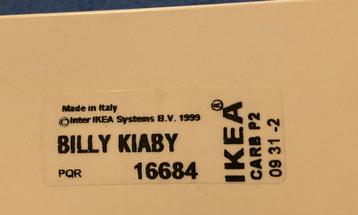 Made in Italy
©Inter IKEA Systems B.V. 1999
BILLY KIABY
PQR 16684
IKEA®
CARB P2
09 31 -2